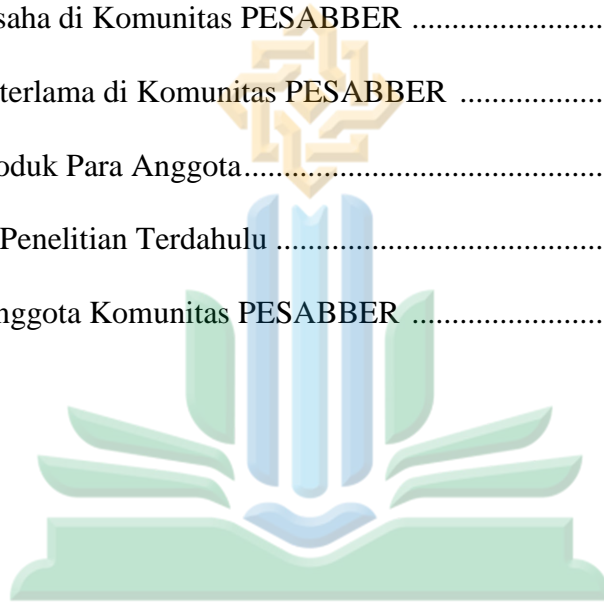 saha di Komunitas PESABBER ........................
terlama di Komunitas PESABBER ..................
oduk Para Anggota.............................................
Penelitian Terdahulu .........................................
nggota Komunitas PESABBER ........................